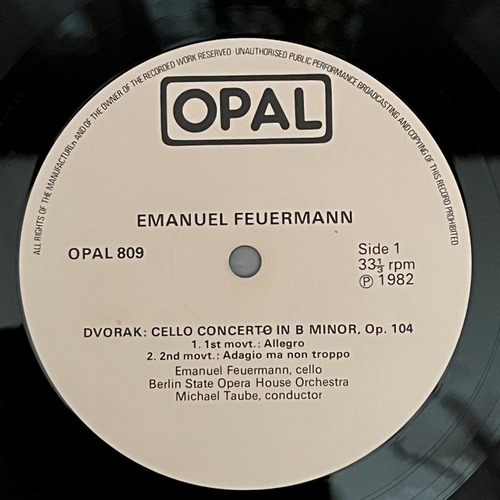 ALL RIGHTS OF THE MANUFACTURER AND OF THE OWNER OF THE RECORDED WORK RESERVED · UNAUTHORISED PUBLIC PERFORMANCE BROADCASTING AND COPYING OF THIS RECORD PROHIBITED
OPAL
EMANUEL FEUERMANN
OPAL 809
Side 1
33⅓ rpm
℗ 1982
DVORAK: CELLO CONCERTO IN B MINOR, Op. 104
1. 1st movt.: Allegro
2. 2nd movt.: Adagio ma non troppo
Emanuel Feuermann, cello
Berlin State Opera House Orchestra
Michael Taube, conductor